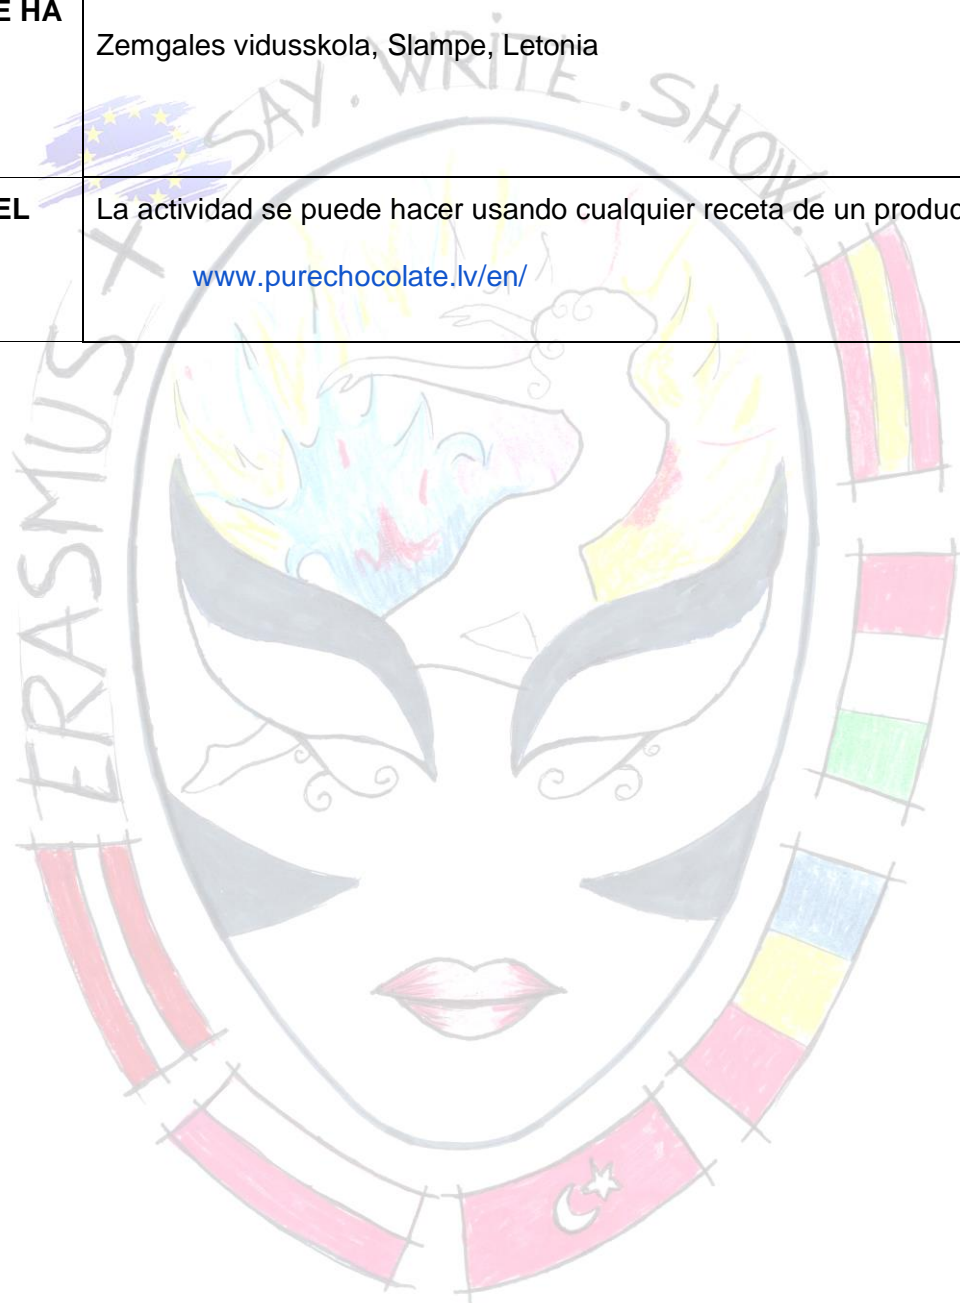 E HA
Zemgales vidusskola, Slampe, Letonia
SAY. WRITE. SHOW.
EL
La actividad se puede hacer usando cualquier receta de un produc
www.purechocolate.lv/en/
ERASMUS +